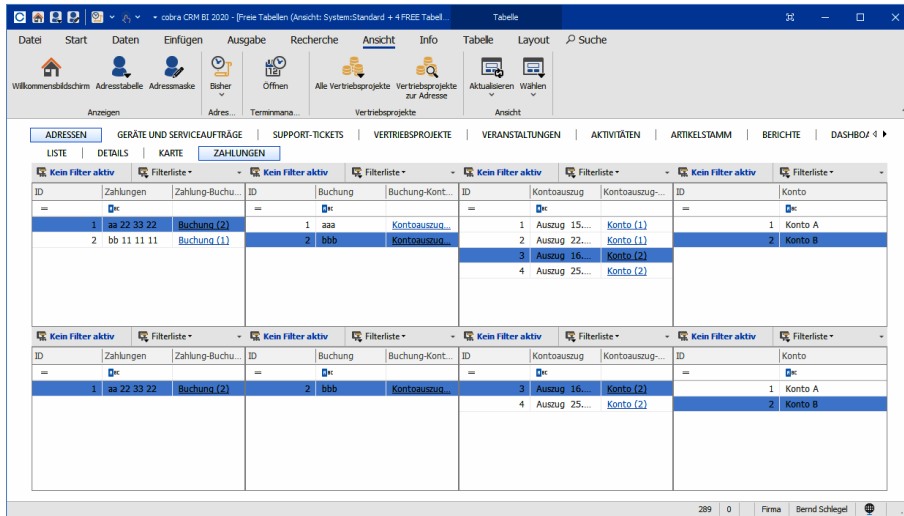 cobra CRM BI 2020 - [Freie Tabellen (Ansicht: System:Standard + 4 FREE Tabell... Tabelle
Datei Start Daten Einfügen Ausgabe Recherche Ansicht Info Tabelle Layout Suche
Willkommensbildschirm Adresstabelle Adressmaske Bisher Öffnen Alle Vertriebsprojekte Vertriebsprojekte Aktualisieren Wählen
zur Adresse
Anzeigen Adres... Terminmana... Vertriebsprojekte Ansicht
ADRESSEN GERÄTE UND SERVICEAUFTRÄGE SUPPORT-TICKETS VERTRIEBSPROJEKTE VERANSTALTUNGEN AKTIVITÄTEN ARTIKELSTAMM BERICHTE DASHBO
LISTE DETAILS KARTE ZAHLUNGEN
Kein Filter aktiv Filterliste Kein Filter aktiv Filterliste Kein Filter aktiv Filterliste Kein Filter aktiv Filterliste
ID Zahlungen Zahlung-Buchu... ID Buchung Buchung-Kont... ID Kontoauszug Kontoauszug-... ID Konto
= = = =
1 aa 22 33 22 Buchung (2) 1 aaa Kontoauszug... 1 Auszug 15.... Konto (1) 1 Konto A
2 bb 11 11 11 Buchung (1) 2 bbb Kontoauszug... 2 Auszug 22.... Konto (1) 2 Konto B
3 Auszug 16.... Konto (2)
4 Auszug 25.... Konto (2)
Kein Filter aktiv Filterliste Kein Filter aktiv Filterliste Kein Filter aktiv Filterliste Kein Filter aktiv Filterliste
ID Zahlungen Zahlung-Buchu... ID Buchung Buchung-Kont... ID Kontoauszug Kontoauszug-... ID Konto
= = = =
1 aa 22 33 22 Buchung (2) 2 bbb Kontoauszug... 3 Auszug 16.... Konto (2) 1 Konto A
4 Auszug 25.... Konto (2) 2 Konto B
289 0 Firma Bernd Schlegel